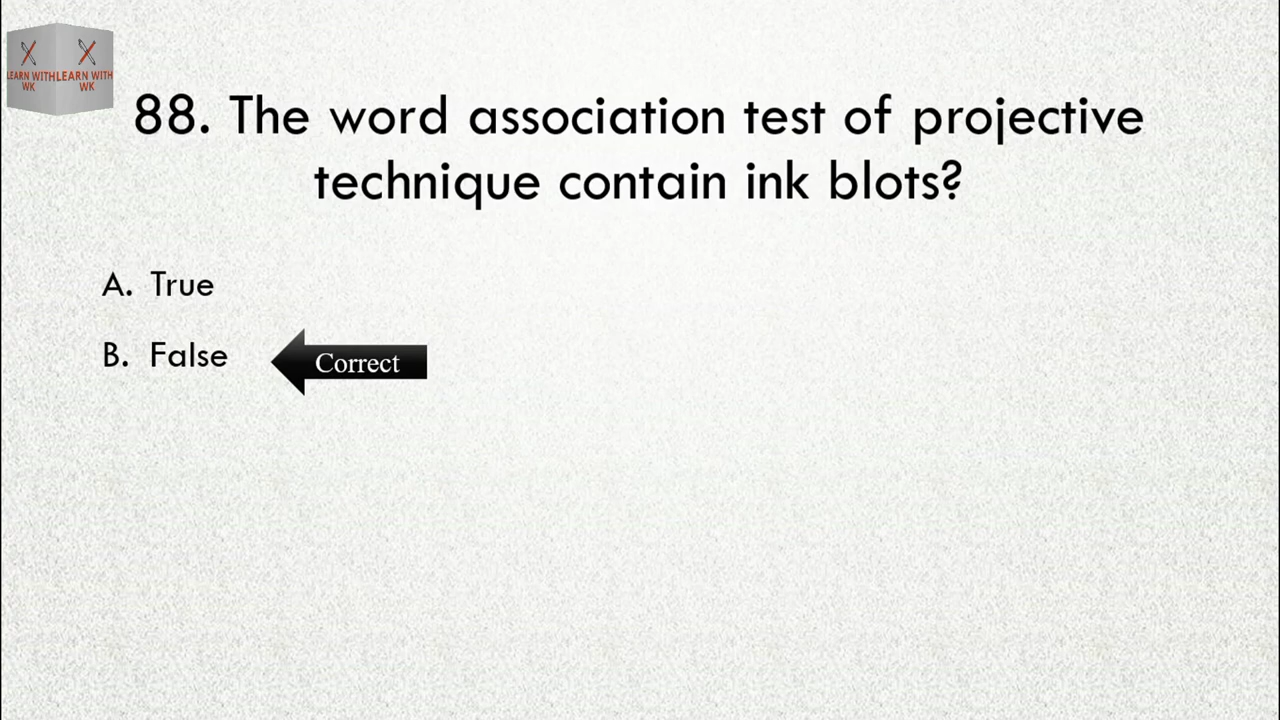 LEARN WITH LEARN WITH
WK WK
88. The word association test of projective
technique contain ink blots?
A. True
B. False
Correct